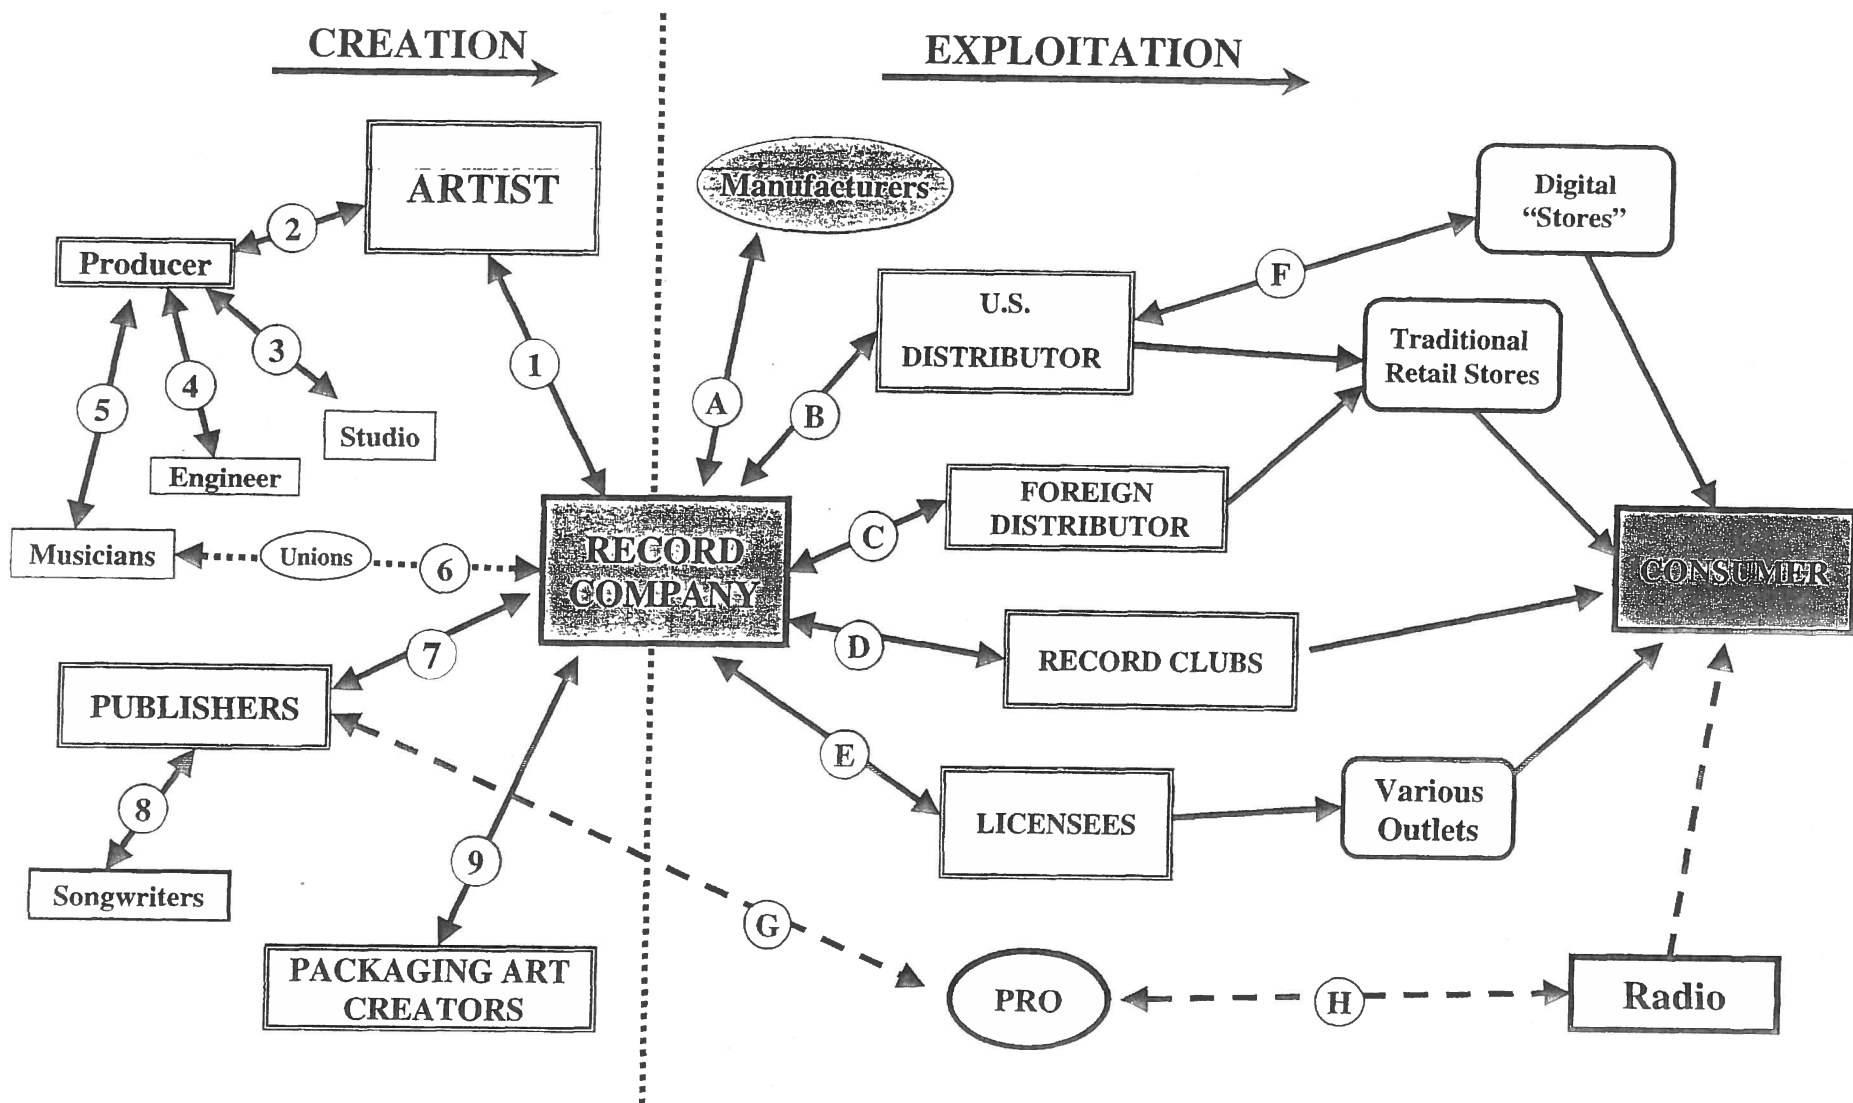 CREATION
EXPLOITATION
ARTIST
Manufacturers
Digital
“Stores”
2
Producer
F
U.S.
DISTRIBUTOR
Traditional
Retail Stores
1
3
4
5
A
B
Studio
Engineer
FOREIGN
DISTRIBUTOR
C
Musicians
Unions
6
RECORD
COMPANY
CONSUMER
7
D
RECORD CLUBS
PUBLISHERS
E
8
LICENSEES
Various
Outlets
9
Songwriters
G
PACKAGING ART
CREATORS
PRO
H
Radio